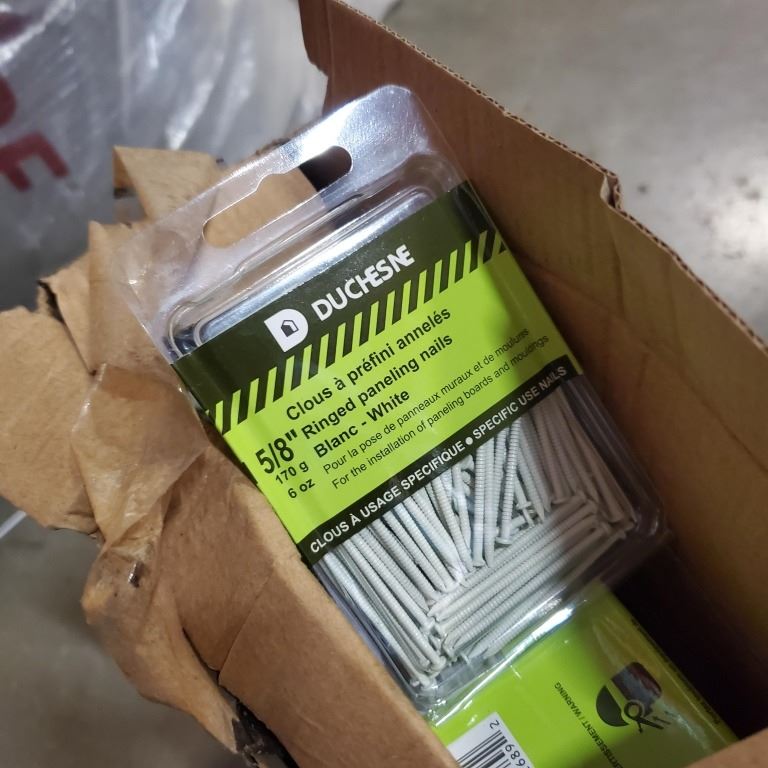 DUCHESNE
Clous à préfini annelés
5/8" Ringed paneling nails
170 g Blanc - White
6 oz Pour la pose de panneaux muraux et de moulures
For the installation of paneling boards and mouldings
CLOUS À USAGE SPECIFIQUE • SPECIFIC USE NAILS
AVERTISSEMENT / WARNING